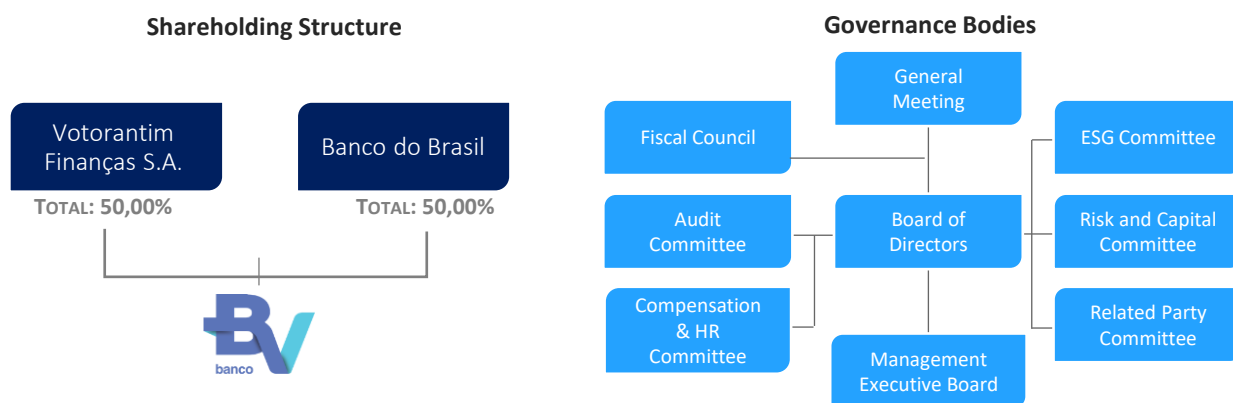 Shareholding Structure
Votorantim
Finanças S.A.
TOTAL: 50,00%
Banco do Brasil
TOTAL: 50,00%
BV
banco
Governance Bodies
General
Meeting
Fiscal Council
ESG Committee
Audit
Committee
Board of
Directors
Risk and Capital
Committee
Compensation
& HR
Committee
Management
Executive Board
Related Party
Committee